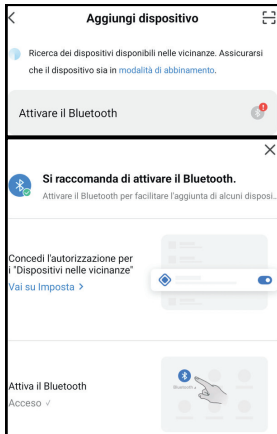 Aggiungi dispositivo
Ricerca dei dispositivi disponibili nelle vicinanze. Assicurarsi
che il dispositivo sia in modalità di abbinamento.
Attivare il Bluetooth
Si raccomanda di attivare il Bluetooth.
Attivare il Bluetooth per facilitare l'aggiunta di alcuni disposi...
Concedi l'autorizzazione per
i "Dispositivi nelle vicinanze"
Vai su Imposta >
Attiva il Bluetooth
Acceso √
Bluetooth